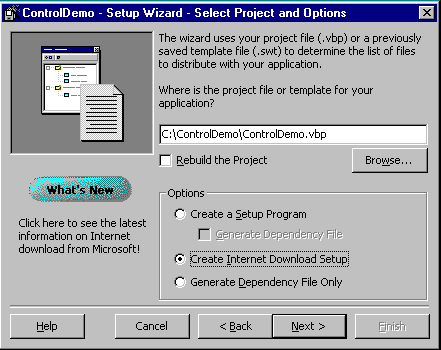 ControlDemo - Setup Wizard - Select Project and Options
The wizard uses your project file (.vbp) or a previously
saved template file (.swt) to determine the list of files
to distribute with your application.
Where is the project file or template for your
application?
C:\ControlDemo\ControlDemo.vbp
Rebuild the Project
Browse...
What's New
Click here to see the latest
information on Internet
download from Microsoft!
Options
Create a Setup Program
Generate Dependency File
Create Internet Download Setup
Generate Dependency File Only
Help
Cancel
< Back
Next >
Finish